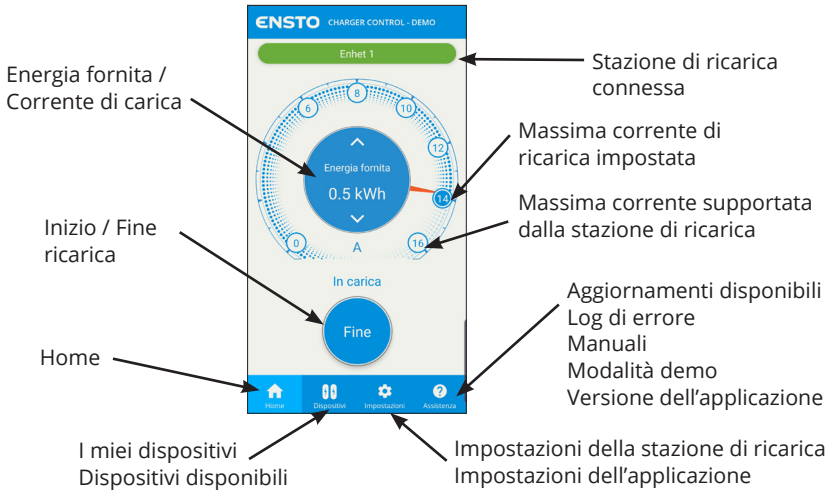 ENSTO CHARGER CONTROL - DEMO
Enhet 1
Energia fornita /
Corrente di carica
Stazione di ricarica
connessa
6
8
10
12
14
16
0
Massima corrente di
ricarica impostata
Energia fornita
0.5 kWh
A
Massima corrente supportata
dalla stazione di ricarica
Inizio / Fine
ricarica
In carica
Fine
Aggiornamenti disponibili
Log di errore
Manuali
Modalità demo
Versione dell'applicazione
Home
Home
Dispositivi
Impostazioni
Assistenza
I miei dispositivi
Dispositivi disponibili
Impostazioni della stazione di ricarica
Impostazioni dell'applicazione